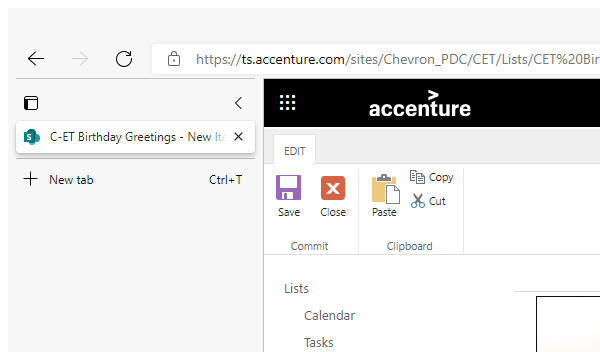 https://ts.accenture.com/sites/Chevron_PDC/CET/Lists/CET%20Bir
accenture
C-ET Birthday Greetings - New Ite
EDIT
New tab Ctrl+T
Save Close Paste Copy
Cut
Commit Clipboard
Lists
Calendar
Tasks